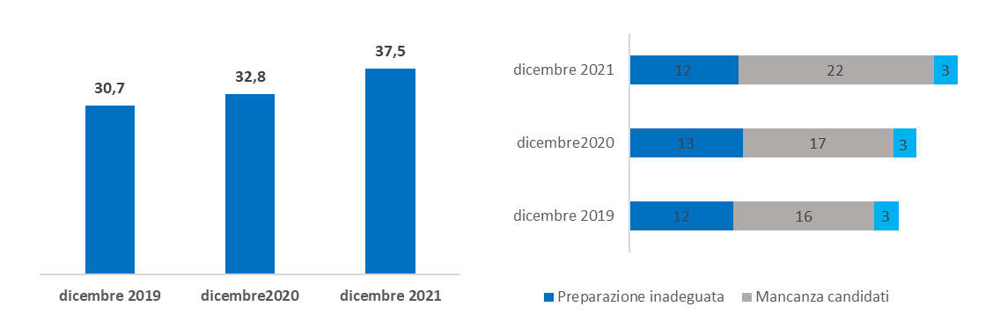 37,5
32,8
30,7
dicembre 2019
dicembre2020
dicembre 2021
dicembre 2021
12
22
3
dicembre2020
13
17
3
dicembre 2019
12
16
3
Preparazione inadeguata
Mancanza candidati